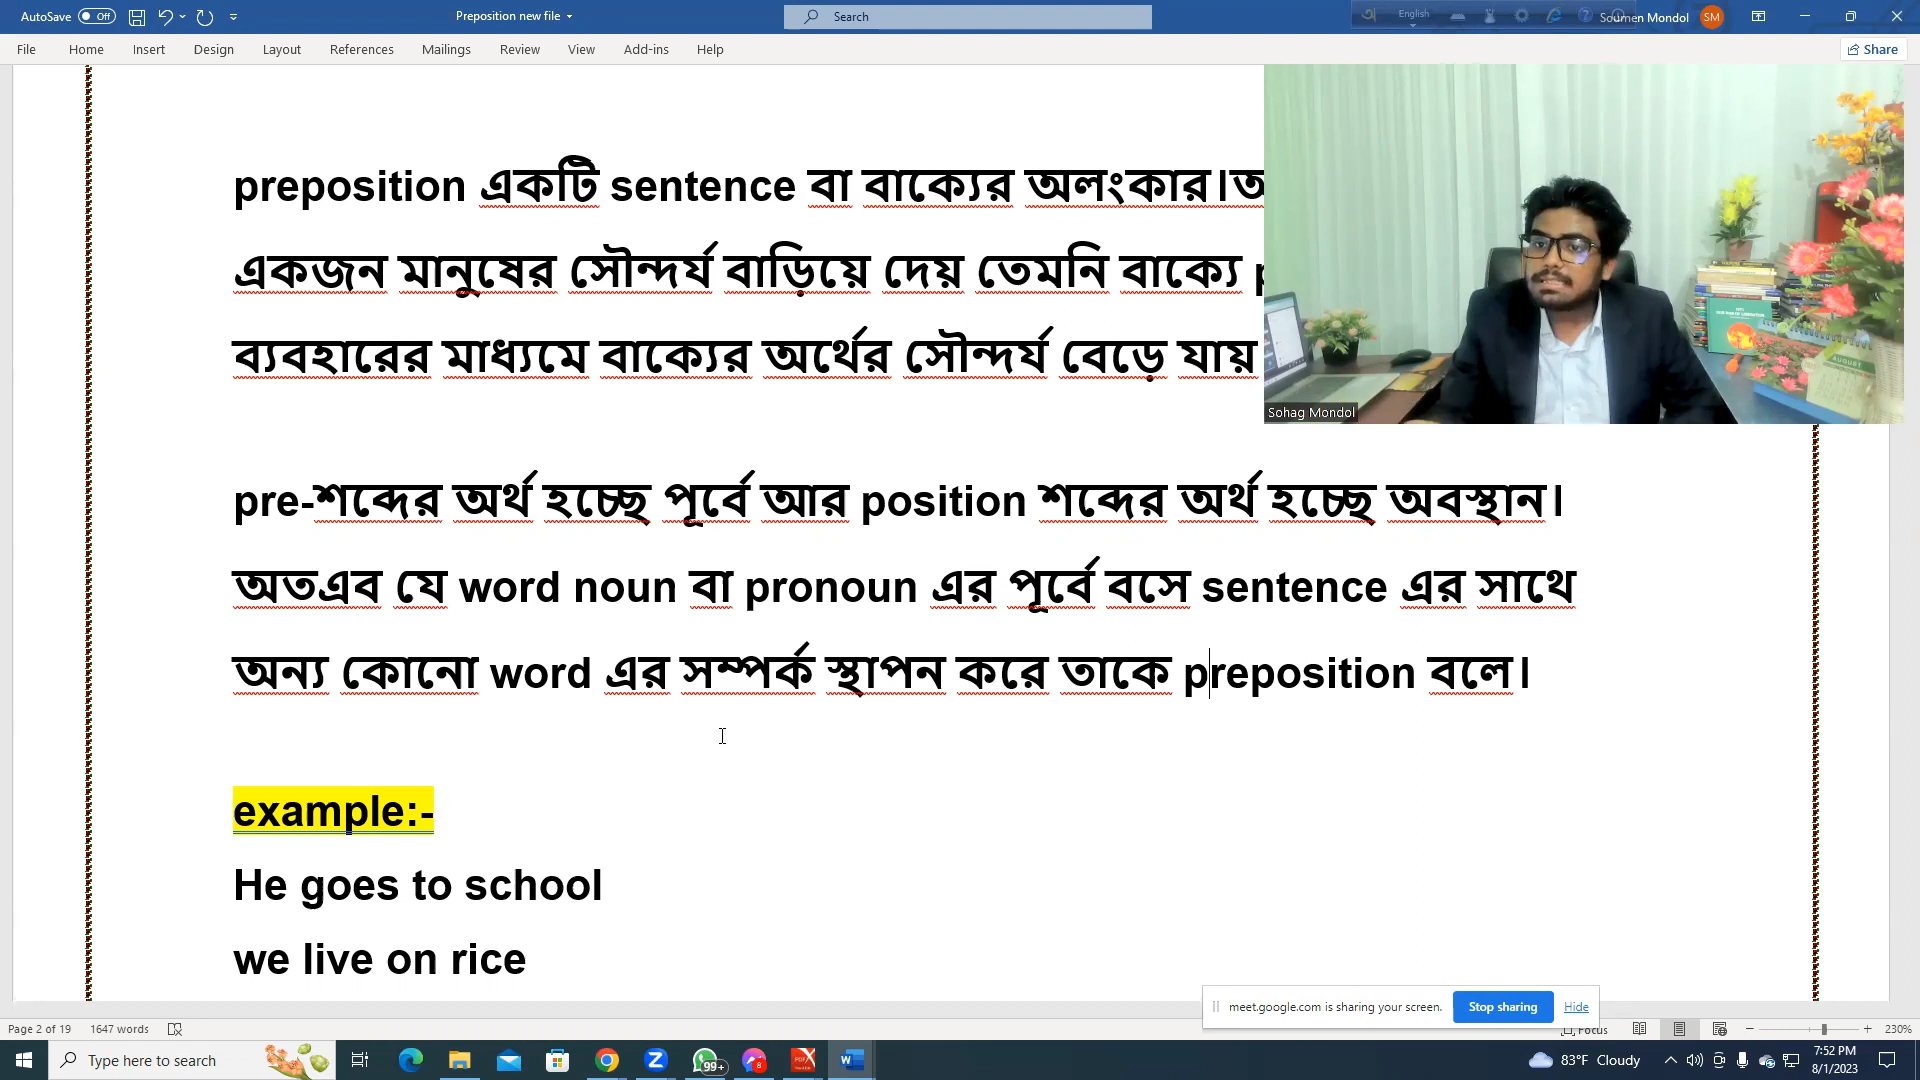 AutoSave Off Preposition new file Search English Soumen Mondol SM
File Home Insert Design Layout References Mailings Review View Add-ins Help Share
preposition একটি sentence বা বাক্যের অলংকার।
একজন মানুষের সৌন্দর্য বাড়িয়ে দেয় তেমনি বাক্যে
ব্যবহারের মাধ্যমে বাক্যের অর্থের সৌন্দর্য বেড়ে যায়
Sohag Mondol
pre-শব্দের অর্থ হচ্ছে পূর্বে আর position শব্দের অর্থ হচ্ছে অবস্থান।
অতএব যে word noun বা pronoun এর পূর্বে বসে sentence এর সাথে
অন্য কোনো word এর সম্পর্ক স্থাপন করে তাকে preposition বলে।
example:-
He goes to school
we live on rice
meet.google.com is sharing your screen. Stop sharing Hide
Page 2 of 19 1647 words Focus 230%
Type here to search 99+ 8 83°F Cloudy 7:52 PM
8/1/2023
AUGUST